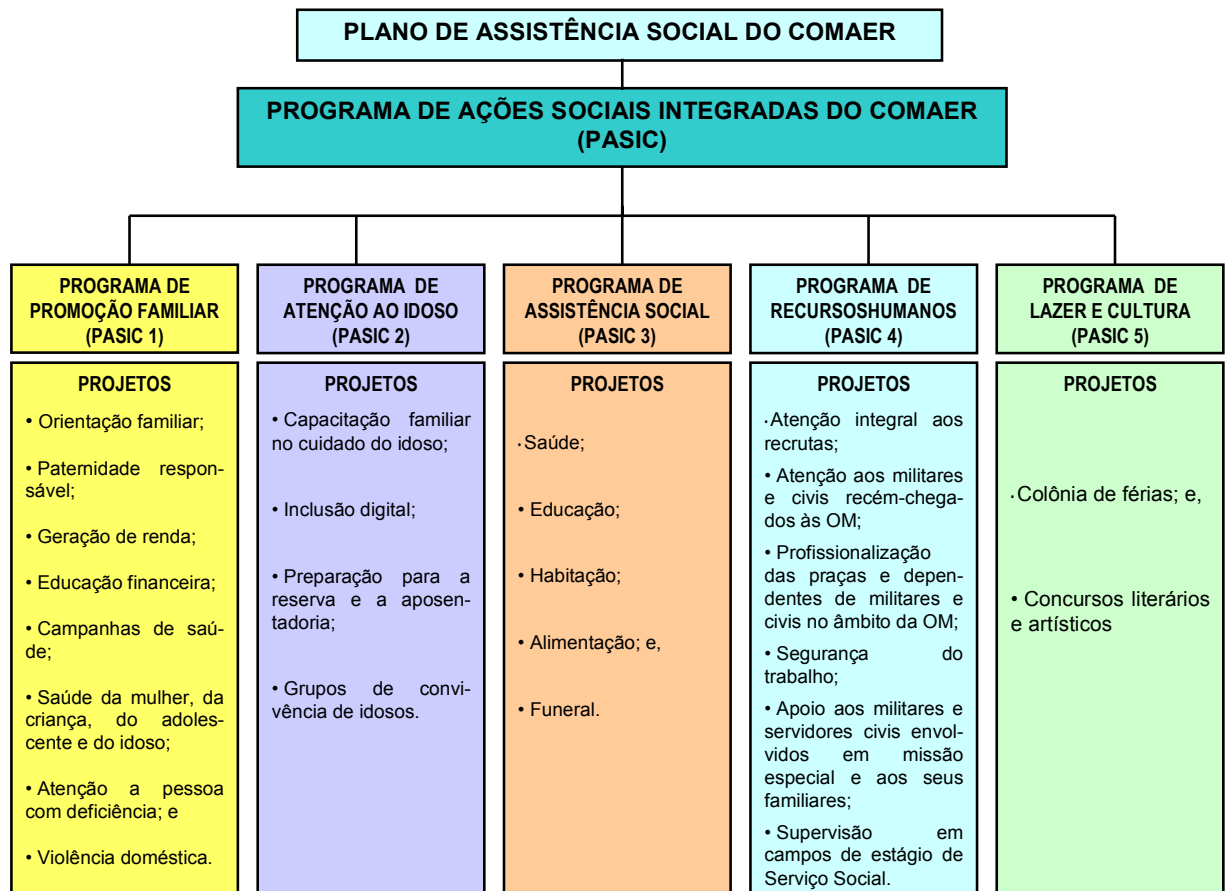 PLANO DE ASSISTÊNCIA SOCIAL DO COMAER
PROGRAMA DE AÇÕES SOCIAIS INTEGRADAS DO COMAER
(PASIC)
PROGRAMA DE
PROMOÇÃO FAMILIAR
(PASIC 1)
PROJETOS
• Orientação familiar;
• Paternidade respon-
sável;
• Geração de renda;
• Educação financeira;
• Campanhas de saú-
de;
• Saúde da mulher, da
criança, do adoles-
cente e do idoso;
• Atenção a pessoa
com deficiência; e
• Violência doméstica.
PROGRAMA DE
ATENÇÃO AO IDOSO
(PASIC 2)
PROJETOS
• Capacitação familiar
no cuidado do idoso;
• Inclusão digital;
• Preparação para a
reserva e a aposen-
tadoria;
• Grupos de convi-
vência de idosos.
PROGRAMA DE
ASSISTÊNCIA SOCIAL
(PASIC 3)
PROJETOS
·Saúde;
• Educação;
• Habitação;
• Alimentação; e,
• Funeral.
PROGRAMA DE
RECURSOSHUMANOS
(PASIC 4)
PROJETOS
·Atenção integral aos
recrutas;
• Atenção aos militares
e civis recém-chega-
dos às OM;
• Profissionalização
das praças e depen-
dentes de militares e
civis no âmbito da OM;
• Segurança do
trabalho;
• Apoio aos militares e
servidores civis envol-
vidos em missão
especial e aos seus
familiares;
• Supervisão em
campos de estágio de
Serviço Social.
PROGRAMA DE
LAZER E CULTURA
(PASIC 5)
PROJETOS
·Colônia de férias; e,
• Concursos literários
e artísticos